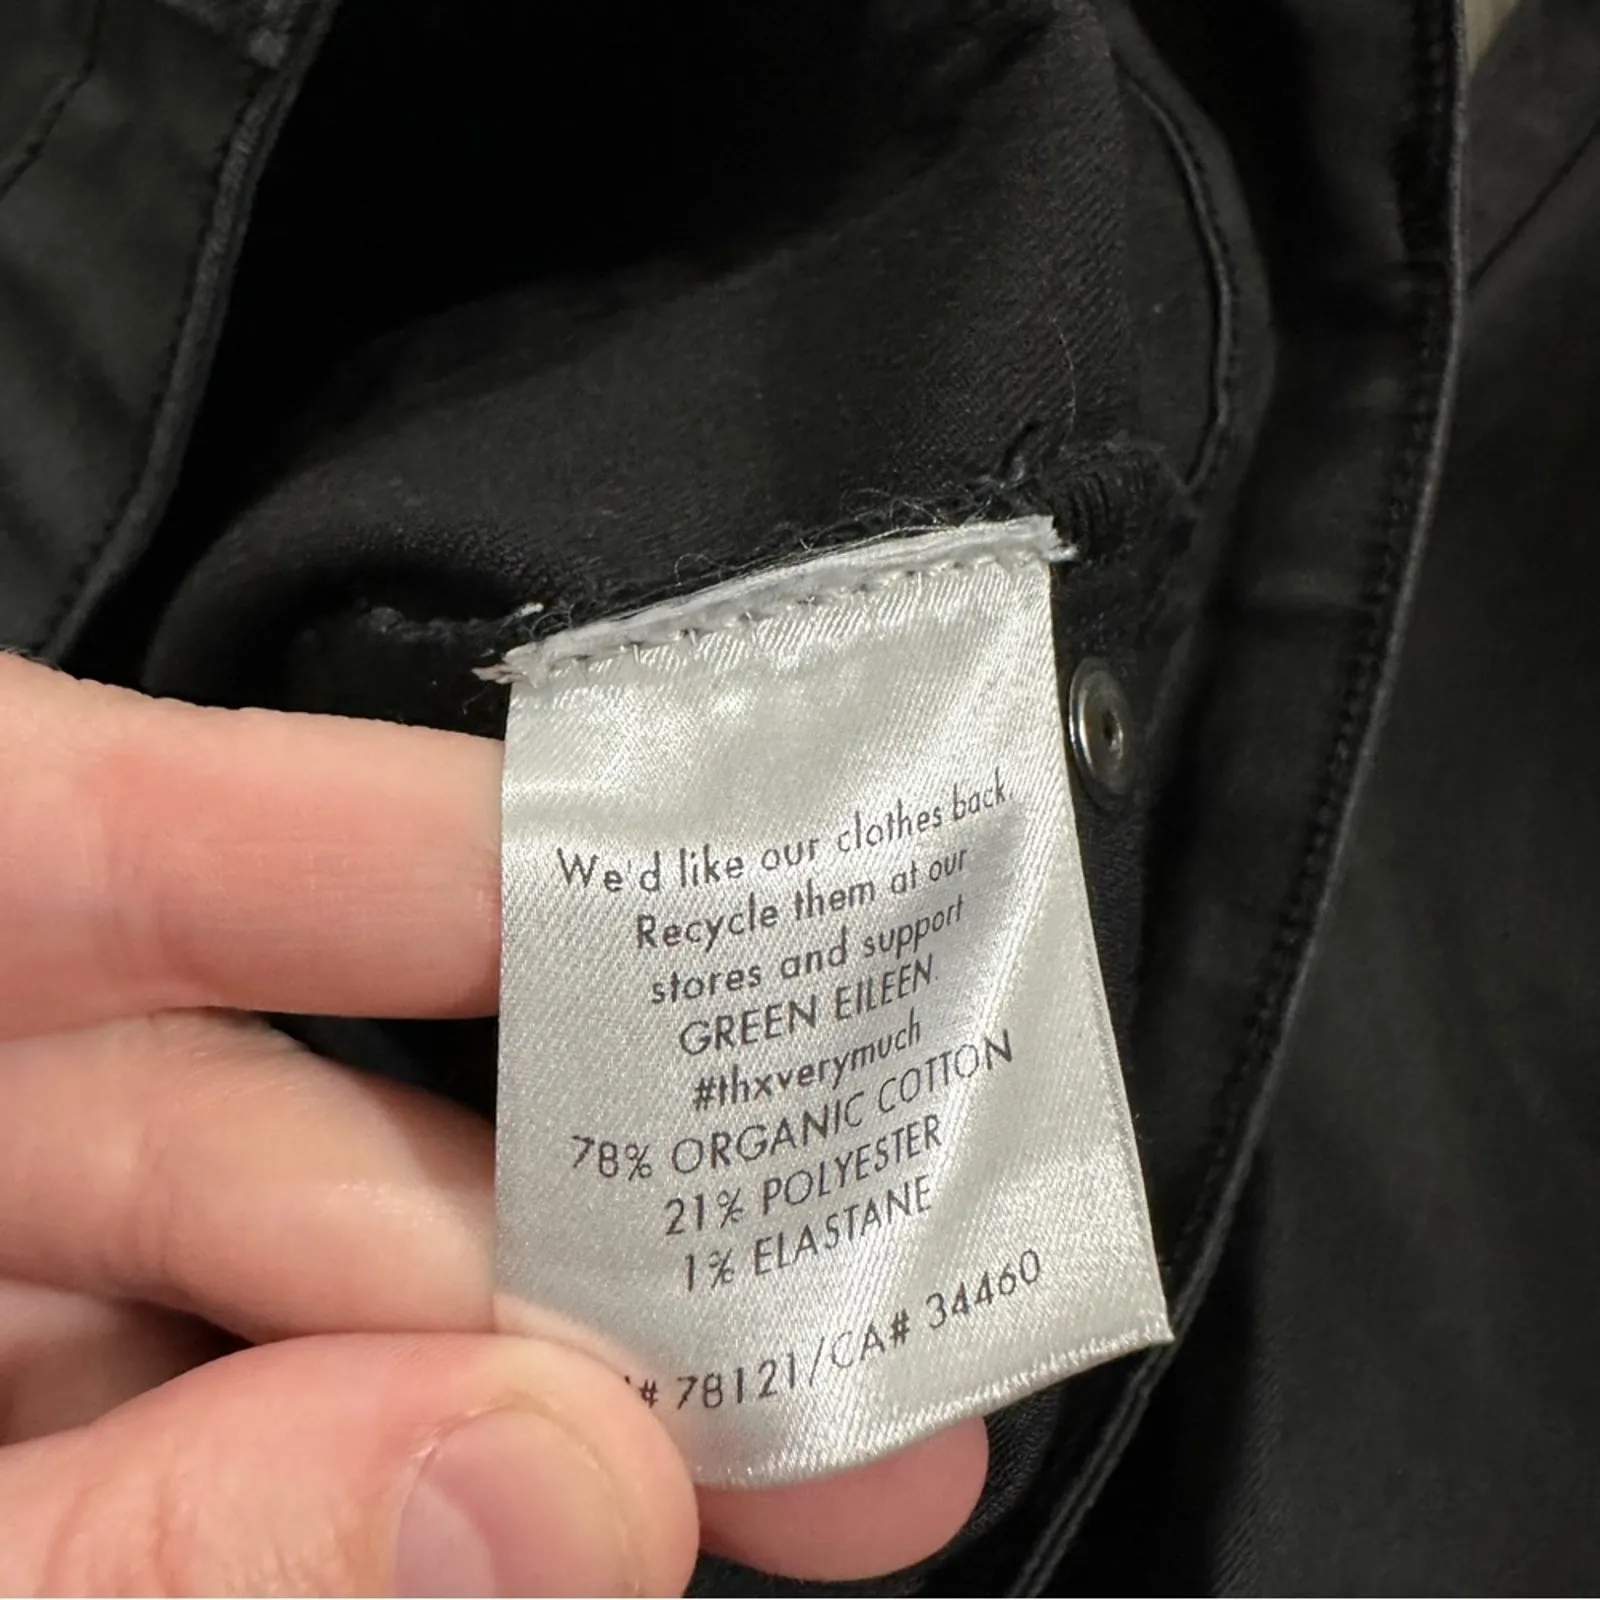 We'd like our clothes back.
Recycle them at our
stores and support
GREEN EILEEN.
#thxverymuch
78% ORGANIC COTTON
21% POLYESTER
1% ELASTANE
# 78121/CA# 34460